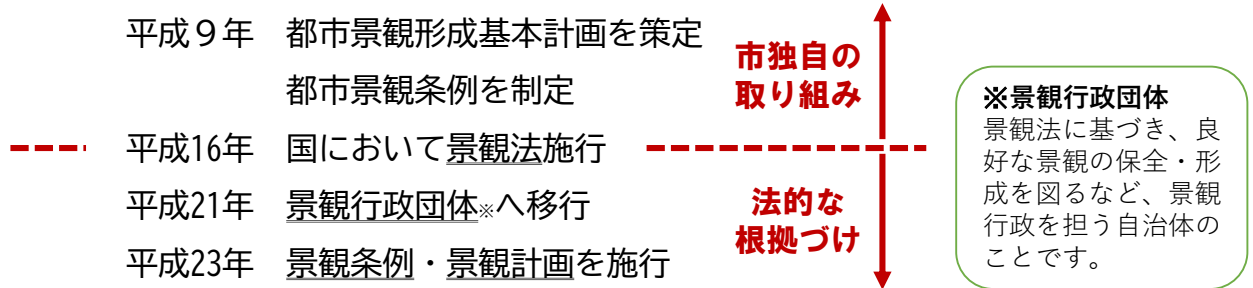 平成９年　都市景観形成基本計画を策定
都市景観条例を制定
平成16年　国において景観法施行
平成21年　景観行政団体※へ移行
平成23年　景観条例・景観計画を施行
市独自の
取り組み
法的な
根拠づけ
※景観行政団体
景観法に基づき、良
好な景観の保全・形
成を図るなど、景観
行政を担う自治体の
ことです。